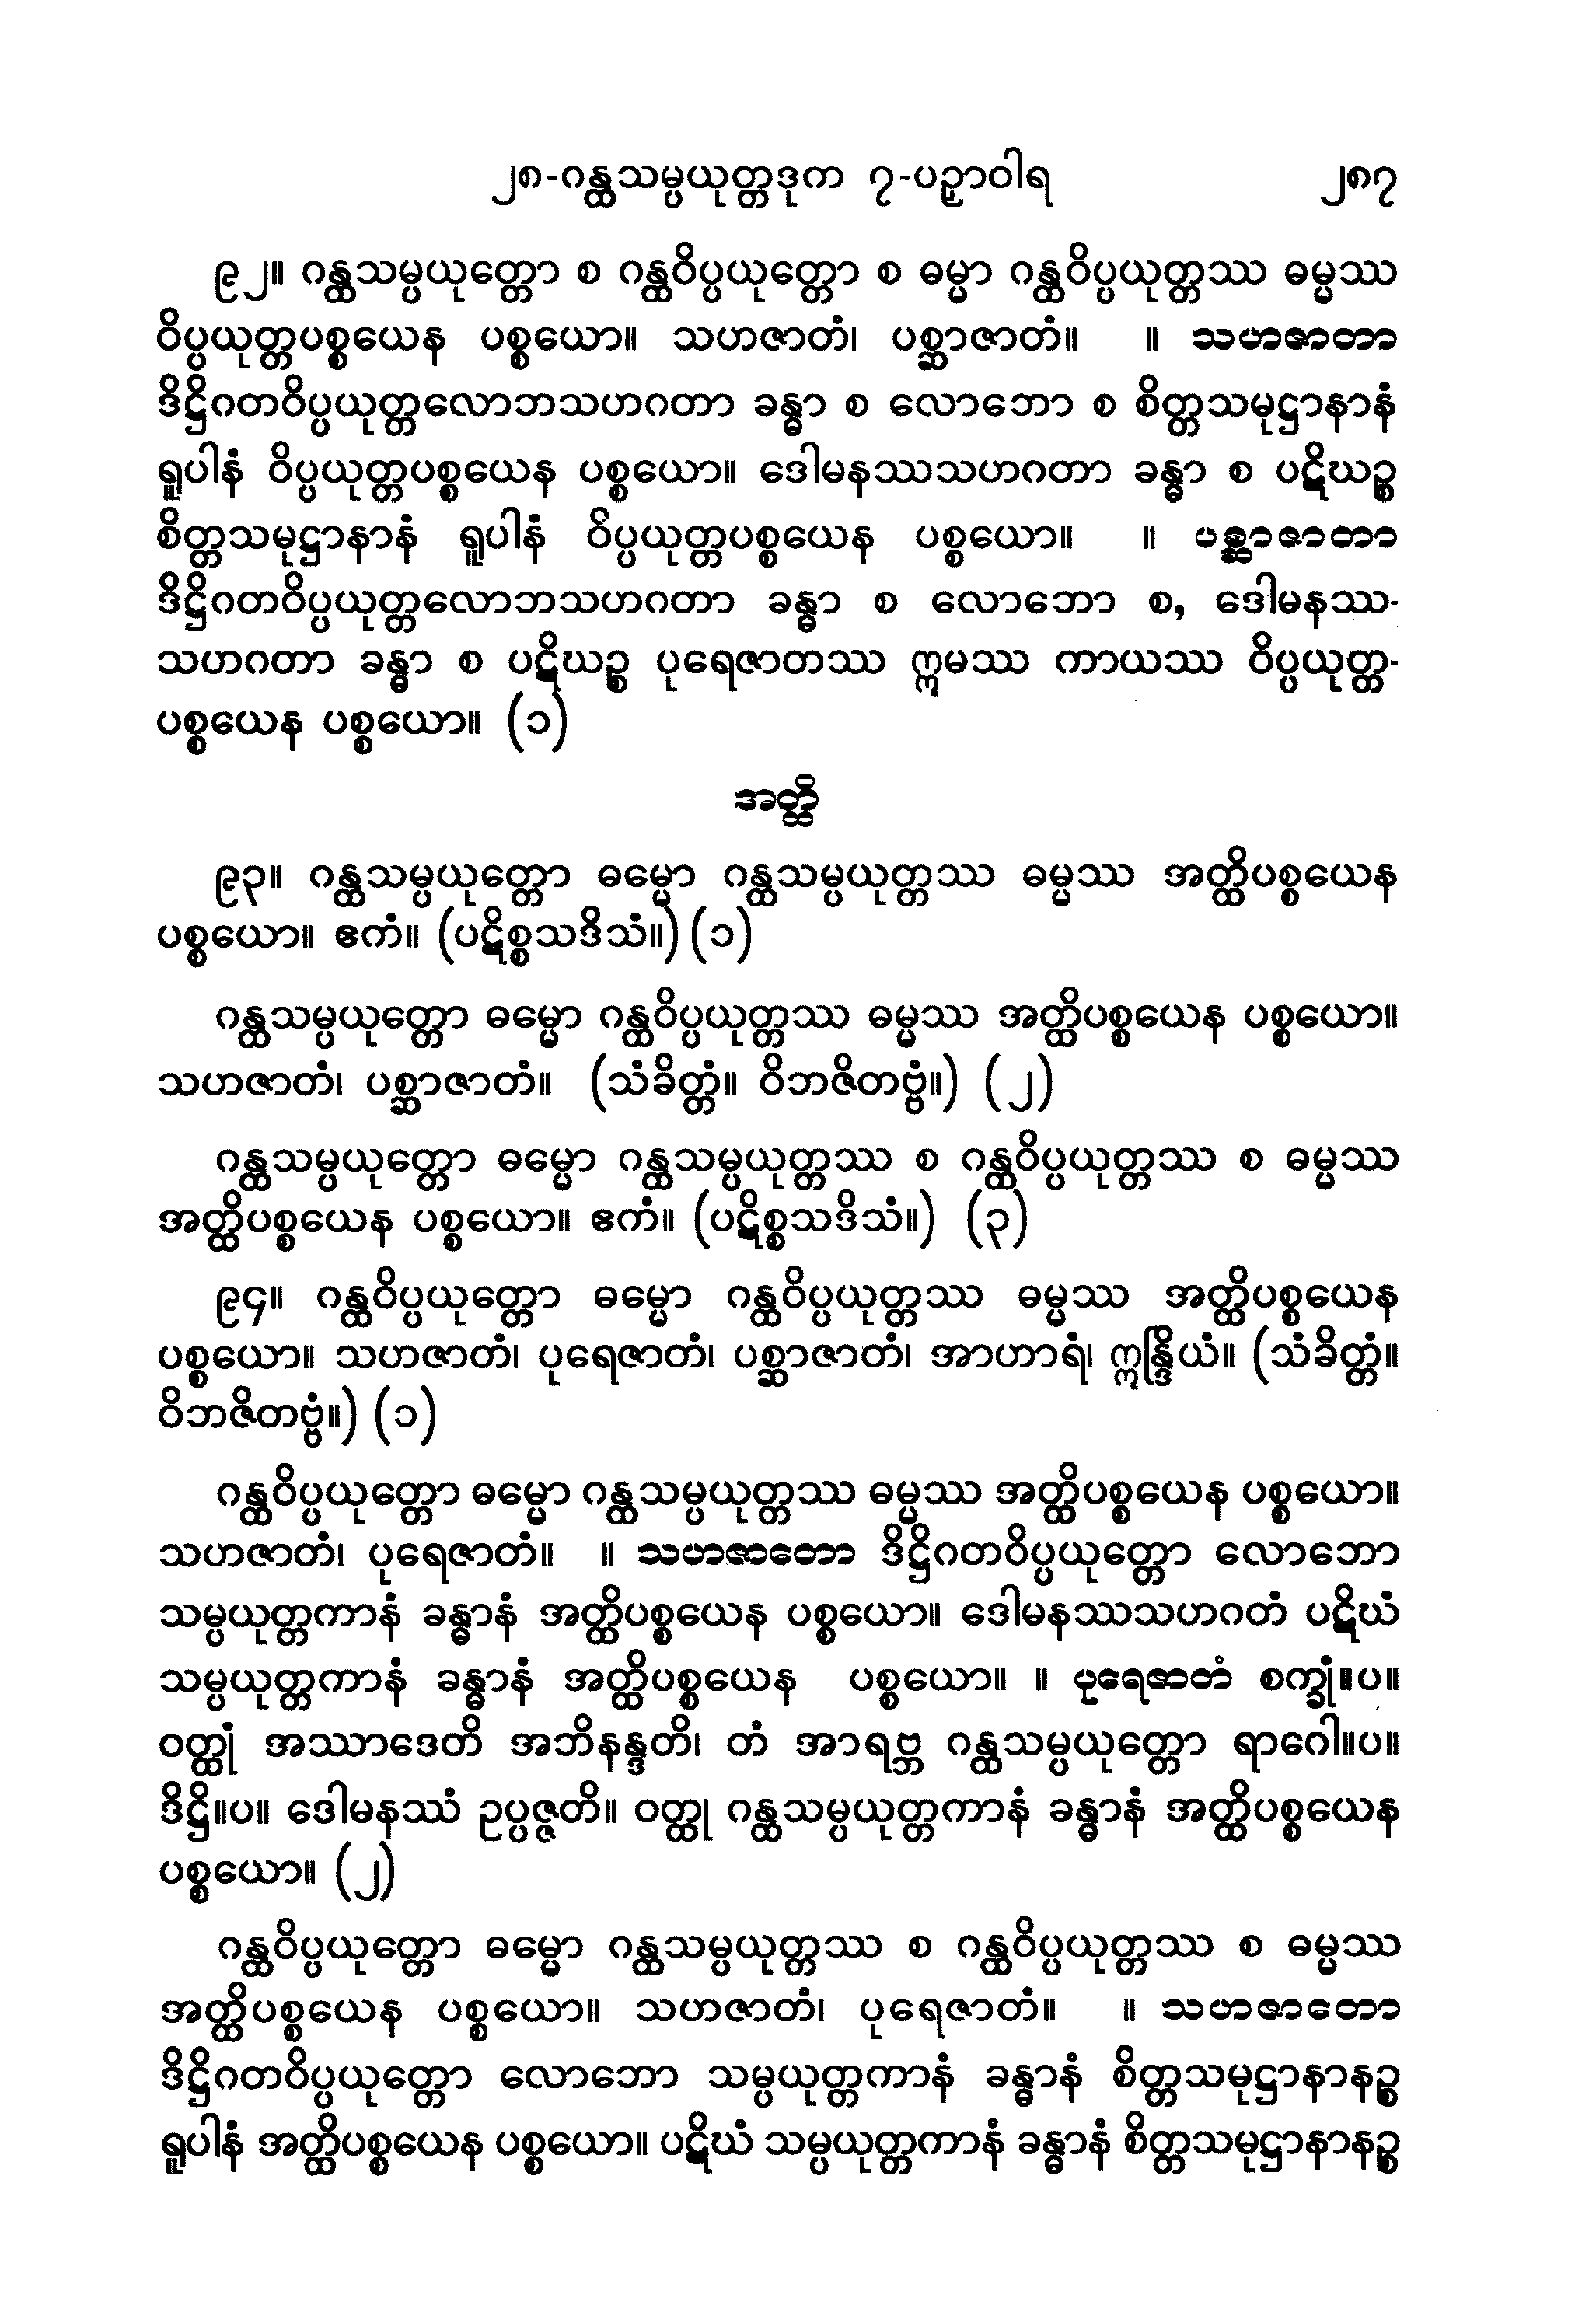 ၂၈-ဂန္ထသမ္ပယုတ္တဒုက ၇-ပဉှာဝါရ ၂၈၇
၉၂။ ဂန္ထသမ္ပယုတ္တော စ ဂန္ထဝိပ္ပယုတ္တော စ ဓမ္မာ ဂန္ထဝိပ္ပယုတ္တဿ ဓမ္မဿ
ဝိပ္ပယုတ္တပစ္စယေန ပစ္စယော။ သဟဇာတံ၊ ပစ္ဆာဇာတံ။ ။ သဟဇာတာ
ဒိဋ္ဌိဂတဝိပ္ပယုတ္တလောဘသဟဂတာ ခန္ဓာ စ လောဘော စ စိတ္တသမုဋ္ဌာနာနံ
ရူပါနံ ဝိပ္ပယုတ္တပစ္စယေန ပစ္စယော။ ဒေါမနဿသဟဂတာ ခန္ဓာ စ ပဋိဃဉ္စ
စိတ္တသမုဋ္ဌာနာနံ ရူပါနံ ဝိပ္ပယုတ္တပစ္စယေန ပစ္စယော။ ။ ပစ္ဆာဇာတာ
ဒိဋ္ဌိဂတဝိပ္ပယုတ္တလောဘသဟဂတာ ခန္ဓာ စ လောဘော စ, ဒေါမနဿ-
သဟဂတာ ခန္ဓာ စ ပဋိဃဉ္စ ပုရေဇာတဿ ဣမဿ ကာယဿ ဝိပ္ပယုတ္တ-
ပစ္စယေန ပစ္စယော။ (၁)
အတ္ထိ
၉၃။ ဂန္ထသမ္ပယုတ္တော ဓမ္မော ဂန္ထသမ္ပယုတ္တဿ ဓမ္မဿ အတ္ထိပစ္စယေန
ပစ္စယော။ ဧကံ။ (ပဋိစ္စသဒိသံ။) (၁)
ဂန္ထသမ္ပယုတ္တော ဓမ္မော ဂန္ထဝိပ္ပယုတ္တဿ ဓမ္မဿ အတ္ထိပစ္စယေန ပစ္စယော။
သဟဇာတံ၊ ပစ္ဆာဇာတံ။ (သံခိတ္တံ။ ဝိဘဇိတဗ္ဗံ။) (၂)
ဂန္ထသမ္ပယုတ္တော ဓမ္မော ဂန္ထသမ္ပယုတ္တဿ စ ဂန္ထဝိပ္ပယုတ္တဿ စ ဓမ္မဿ
အတ္ထိပစ္စယေန ပစ္စယော။ ဧကံ။ (ပဋိစ္စသဒိသံ။) (၃)
၉၄။ ဂန္ထဝိပ္ပယုတ္တော ဓမ္မော ဂန္ထဝိပ္ပယုတ္တဿ ဓမ္မဿ အတ္ထိပစ္စယေန
ပစ္စယော။ သဟဇာတံ၊ ပုရေဇာတံ၊ ပစ္ဆာဇာတံ၊ အာဟာရံ၊ ဣန္ဒြိယံ။ (သံခိတ္တံ။
ဝိဘဇိတဗ္ဗံ။) (၁)
ဂန္ထဝိပ္ပယုတ္တော ဓမ္မော ဂန္ထသမ္ပယုတ္တဿ ဓမ္မဿ အတ္ထိပစ္စယေန ပစ္စယော။
သဟဇာတံ၊ ပုရေဇာတံ။ ။ သဟဇာတော ဒိဋ္ဌိဂတဝိပ္ပယုတ္တော လောဘော
သမ္ပယုတ္တကာနံ ခန္ဓာနံ အတ္ထိပစ္စယေန ပစ္စယော။ ဒေါမနဿသဟဂတံ ပဋိဃံ
သမ္ပယုတ္တကာနံ ခန္ဓာနံ အတ္ထိပစ္စယေန ပစ္စယော။ ။ ပုရေဇာတံ စက္ခုံ။ပ။
ဝတ္ထုံ အဿာဒေတိ အဘိနန္ဒတိ၊ တံ အာရဗ္ဘ ဂန္ထသမ္ပယုတ္တော ရာဂေါ။ပ။
ဒိဋ္ဌိ။ပ။ ဒေါမနဿံ ဥပ္ပဇ္ဇတိ။ ဝတ္ထု ဂန္ထသမ္ပယုတ္တကာနံ ခန္ဓာနံ အတ္ထိပစ္စယေန
ပစ္စယော။ (၂)
ဂန္ထဝိပ္ပယုတ္တော ဓမ္မော ဂန္ထသမ္ပယုတ္တဿ စ ဂန္ထဝိပ္ပယုတ္တဿ စ ဓမ္မဿ
အတ္ထိပစ္စယေန ပစ္စယော။ သဟဇာတံ၊ ပုရေဇာတံ။ ။ သဟဇာတော
ဒိဋ္ဌိဂတဝိပ္ပယုတ္တော လောဘော သမ္ပယုတ္တကာနံ ခန္ဓာနံ စိတ္တသမုဋ္ဌာနာနဉ္စ
ရူပါနံ အတ္ထိပစ္စယေန ပစ္စယော။ ပဋိဃံ သမ္ပယုတ္တကာနံ ခန္ဓာနံ စိတ္တသမုဋ္ဌာနာနဉ္စ